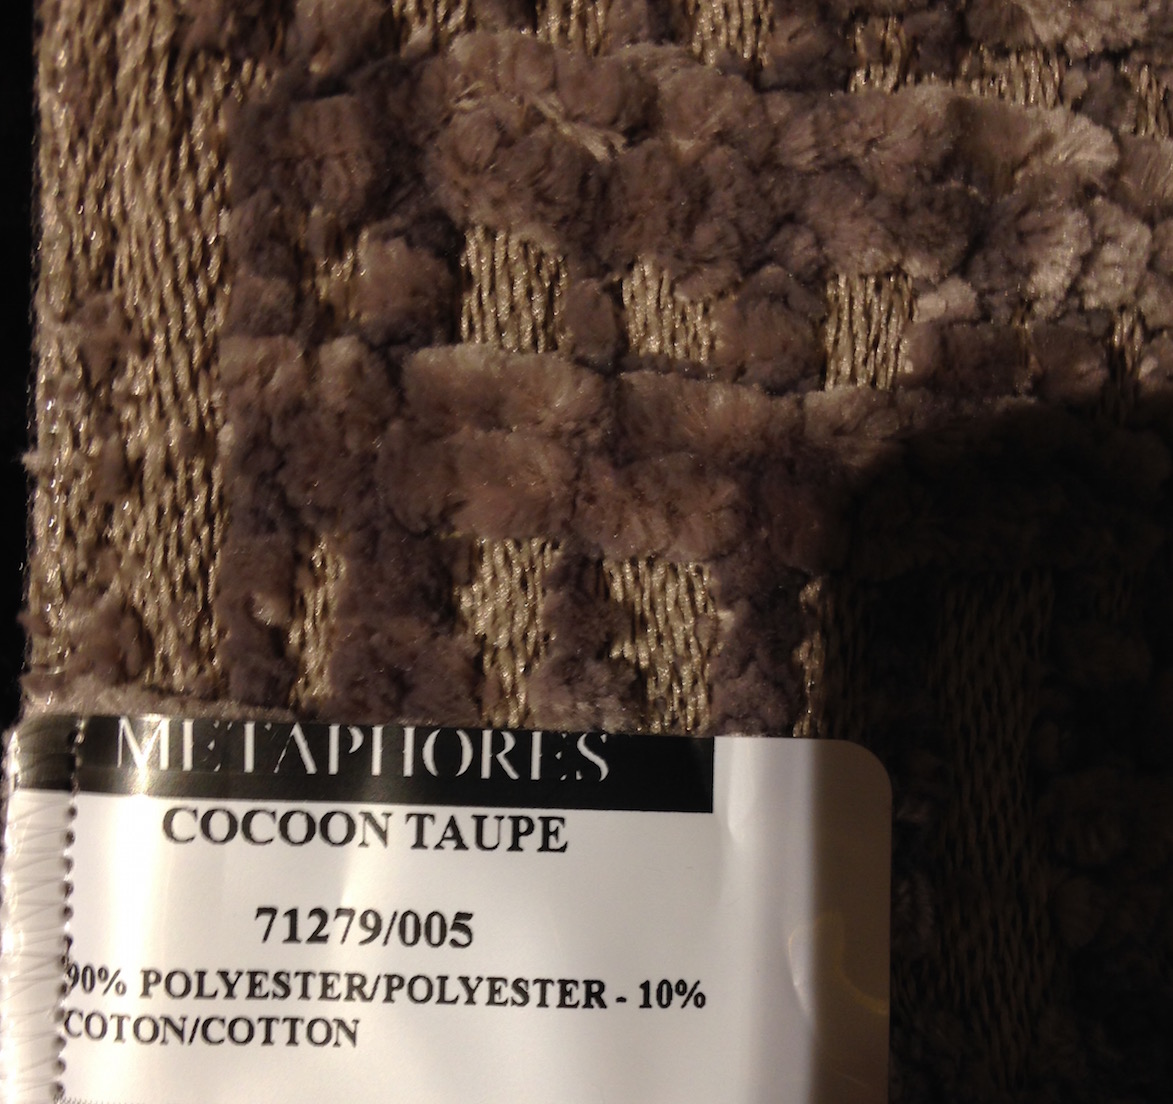 METAPHORES
COCOON TAUPE
71279/005
90% POLYESTER/POLYESTER - 10%
COTON/COTTON